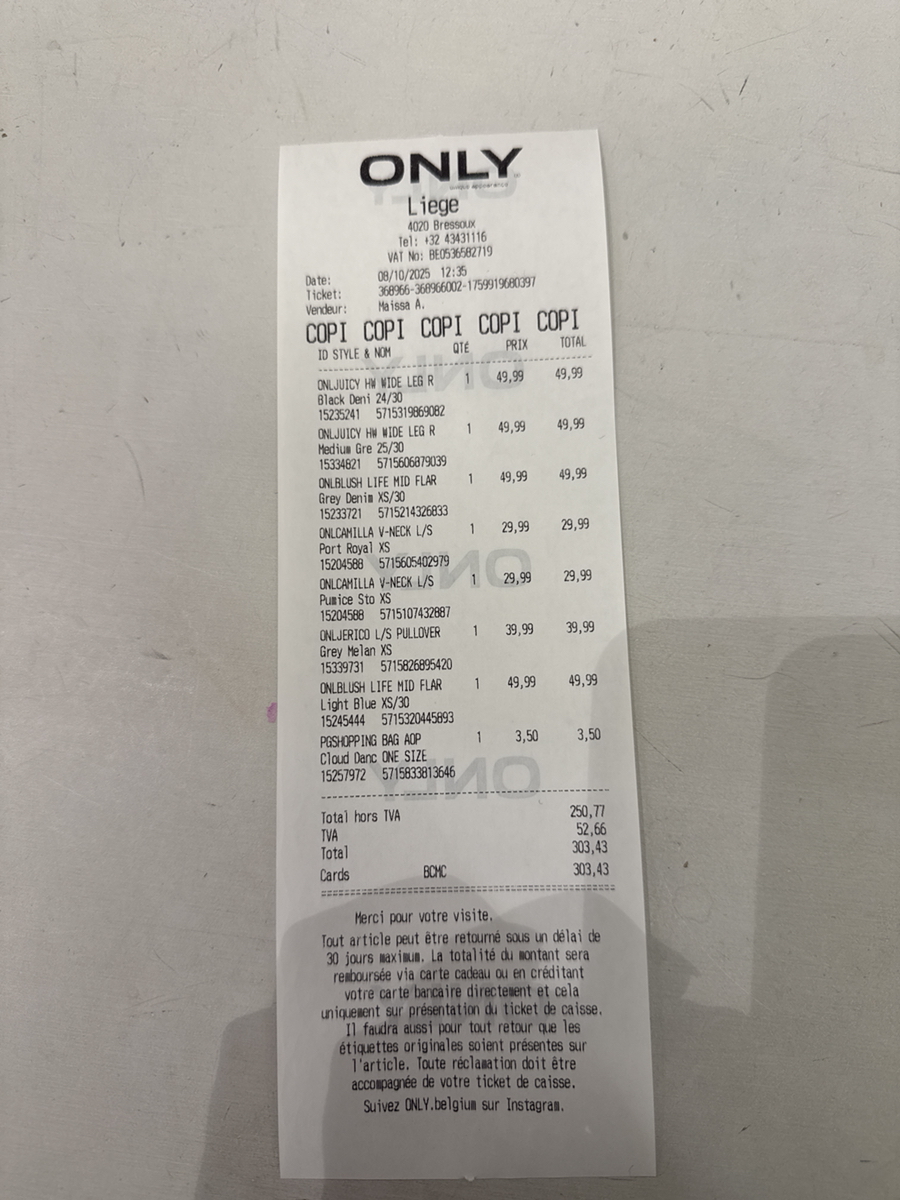 ONLY
Liege
4020 Bressoux
Tel: +32 43431116
VAT No: BE0536582719
Date: 08/10/2025 12:35
Ticket: 368966-368966002-1759919680397
Vendeur: Maissa A.
COPI COPI COPI COPI COPI
ID STYLE & NOM QTÉ PRIX TOTAL
ONLJUICY HW WIDE LEG R 1 49,99 49,99
Black Deni 24/30
15235241 5715319869082
ONLJUICY HW WIDE LEG R 1 49,99 49,99
Medium Gre 25/30
15334821 5715606879039
ONLBLUSH LIFE MID FLAR 1 49,99 49,99
Grey Denim XS/30
15233721 5715214326833
ONLCAMILLA V-NECK L/S 1 29,99 29,99
Port Royal XS
15204588 5715605402979
ONLCAMILLA V-NECK L/S 1 29,99 29,99
Pumice Sto XS
15204588 5715107432887
ONLJERICO L/S PULLOVER 1 39,99 39,99
Grey Melan XS
15339731 5715826895420
ONLBLUSH LIFE MID FLAR 1 49,99 49,99
Light Blue XS/30
15245444 5715320445893
PGSHOPPING BAG AOP 1 3,50 3,50
Cloud Danc ONE SIZE
15257972 5715833813646
Total hors TVA 250,77
TVA 52,66
Total 303,43
Cards BCMC 303,43
Merci pour votre visite.
Tout article peut être retourné sous un délai de
30 jours maximum. La totalité du montant sera
remboursée via carte cadeau ou en créditant
votre carte bancaire directement et cela
uniquement sur présentation du ticket de caisse.
Il faudra aussi pour tout retour que les
étiquettes originales soient présentes sur
l'article. Toute réclamation doit être
accompagnée de votre ticket de caisse.
Suivez ONLY.belgium sur Instagram.